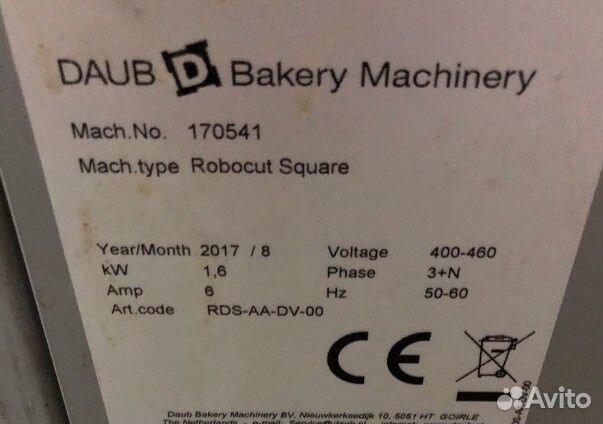 DAUB D Bakery Machinery
Mach.No. 170541
Mach.type Robocut Square
Year/Month 2017 / 8 Voltage 400-460
kW 1,6 Phase 3+N
Amp 6 Hz 50-60
Art.code RDS-AA-DV-00
CE
Daub Bakery Machinery BV, Nieuwkerksedijk 10, 5051 HT GOIRLE
The Netherlands - e-mail:
Avito